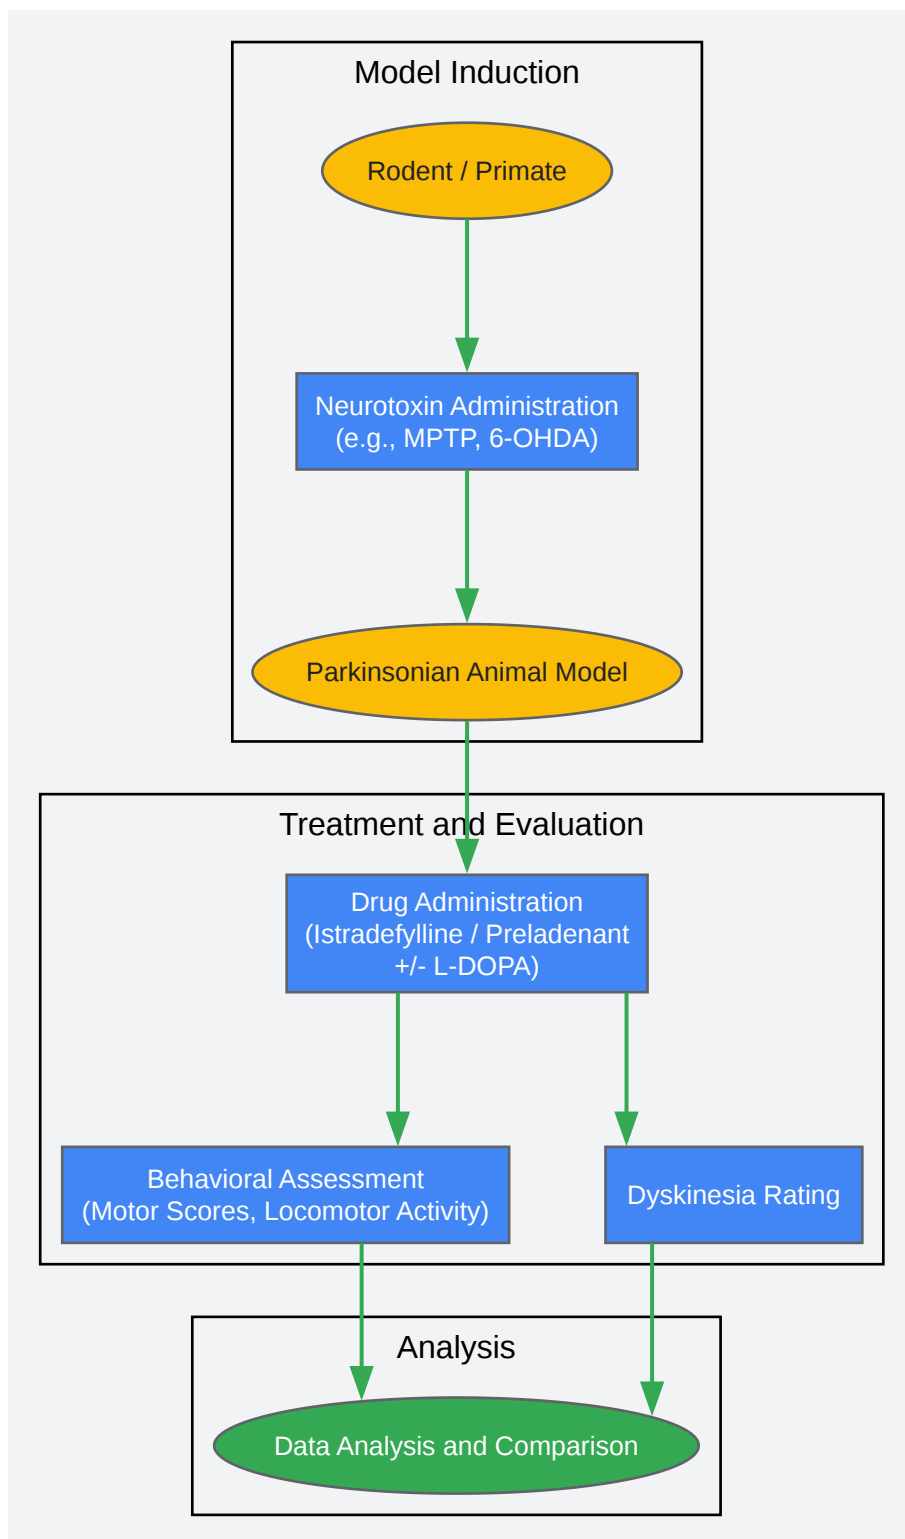 Model Induction
Rodent / Primate
Neurotoxin Administration
(e.g., MPTP, 6-OHDA)
Parkinsonian Animal Model
Treatment and Evaluation
Drug Administration
(Istradefylline / Preladenant
+/- L-DOPA)
Behavioral Assessment
(Motor Scores, Locomotor Activity)
Dyskinesia Rating
Analysis
Data Analysis and Comparison